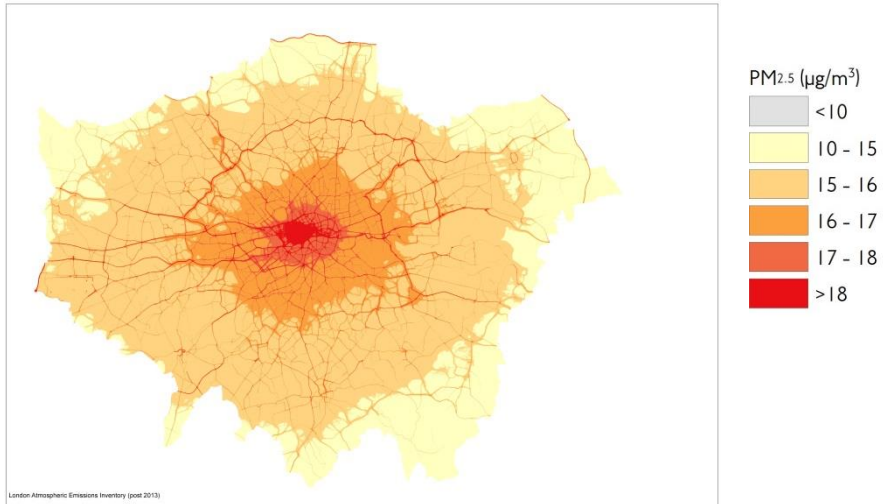 PM2.5 (µg/m³)
<10
10 - 15
15 - 16
16 - 17
17 - 18
>18
London Atmospheric Emissions Inventory (post 2013)